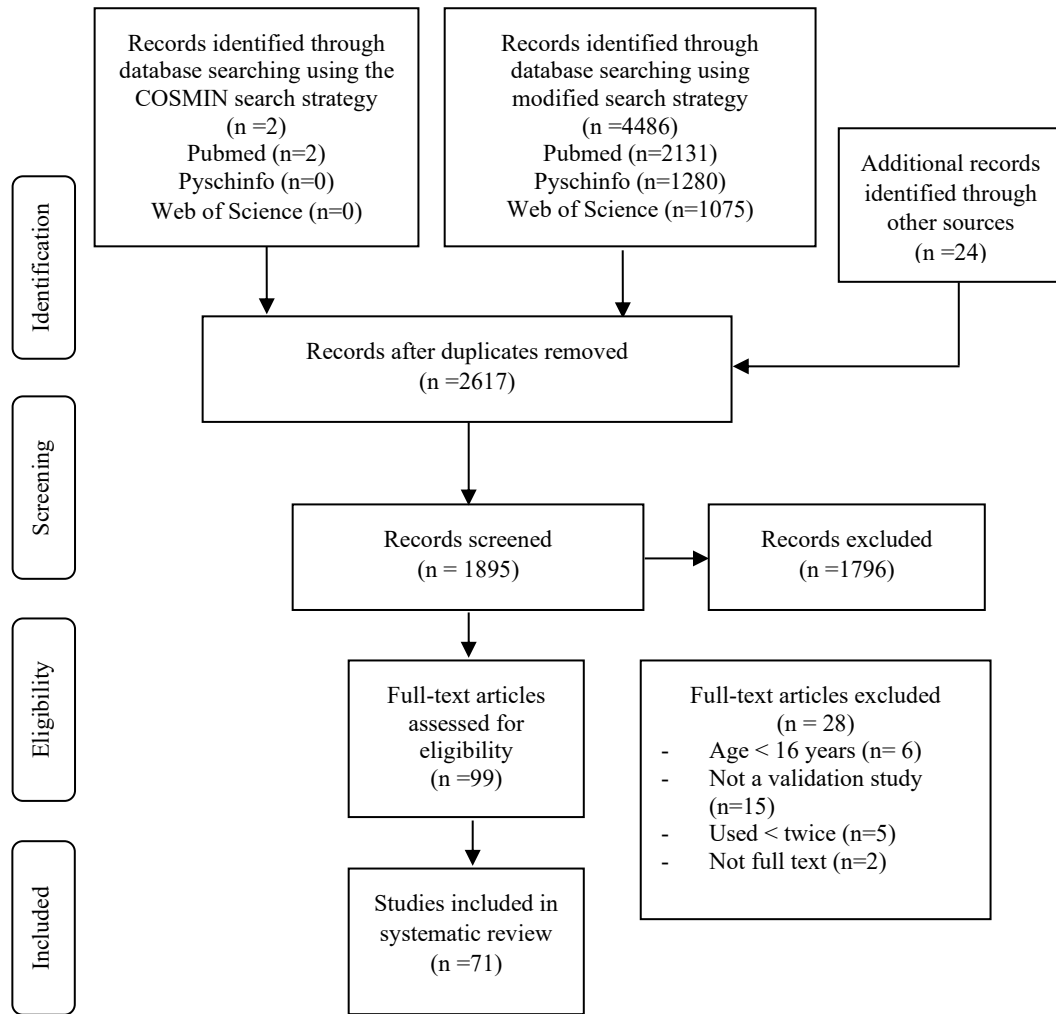 Records identified through
database searching using the
COSMIN search strategy
(n =2)
Pubmed (n=2)
Pyschinfo (n=0)
Web of Science (n=0)
Records identified through
database searching using
modified search strategy
(n =4486)
Pubmed (n=2131)
Pyschinfo (n=1280)
Web of Science (n=1075)
Additional records
identified through
other sources
(n =24)
Identification
Records after duplicates removed
(n =2617)
Screening
Records screened
(n = 1895)
Records excluded
(n =1796)
Eligibility
Full-text articles
assessed for
eligibility
(n =99)
Full-text articles excluded
(n = 28)
- Age < 16 years (n= 6)
- Not a validation study
(n=15)
- Used < twice (n=5)
- Not full text (n=2)
Included
Studies included in
systematic review
(n =71)